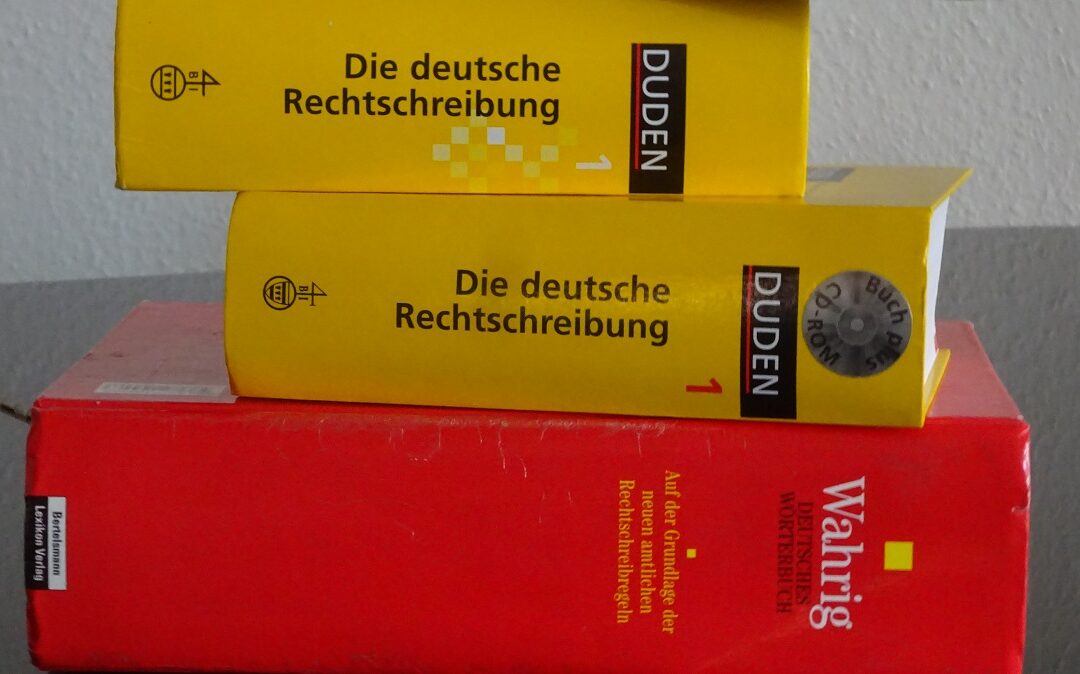 Die deutsche
Rechtschreibung
1
DUDEN
Die deutsche
Rechtschreibung
1
DUDEN
Buch plus
CD-ROM
Wahrig
DEUTSCHES
WÖRTERBUCH
Auf der Grundlage der
neuen amtlichen
Rechtschreibregeln
Bertelsmann
Lexikon Verlag